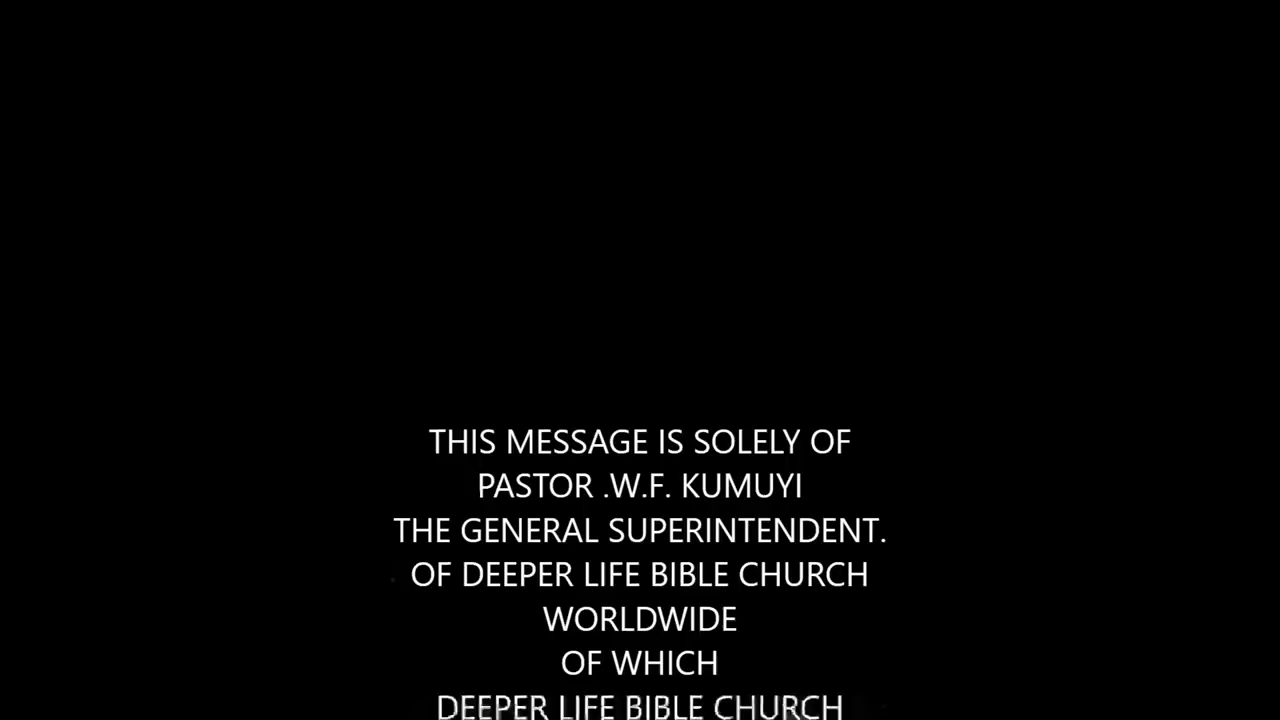 THIS MESSAGE IS SOLELY OF
PASTOR .W.F. KUMUYI
THE GENERAL SUPERINTENDENT.
OF DEEPER LIFE BIBLE CHURCH
WORLDWIDE
OF WHICH
DEEPER LIFE BIBLE CHURCH